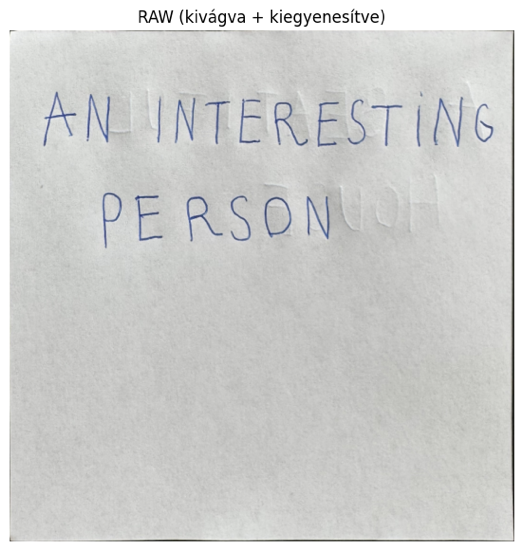 RAW (kivágva + kiegyenesítve)
AN INTERESTING
PERSON